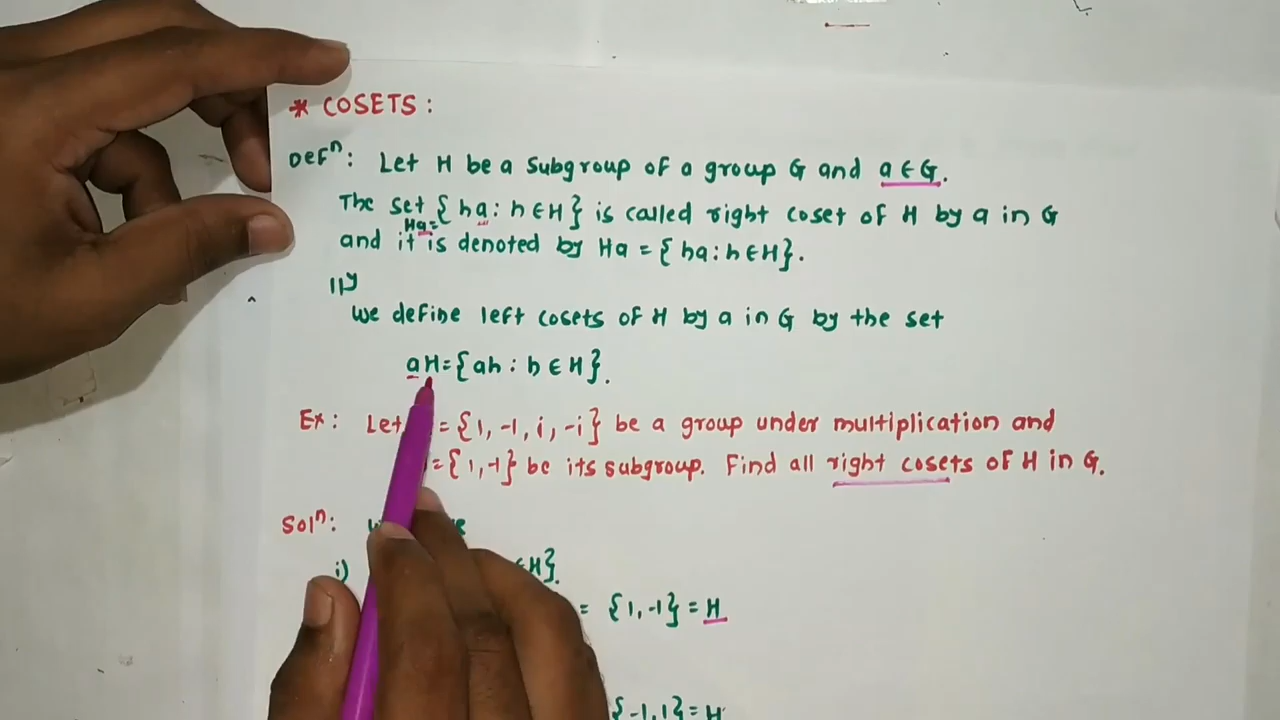 * COSETS:
Defⁿ: Let H be a subgroup of a group G and a ∈ G.
The set {ha : h ∈ H} is called right coset of H by a in G
Ha=
and it is denoted by Ha = {ha : h ∈ H}.
||ly
we define left cosets of H by a in G by the set
aH = {ah : h ∈ H}.
Ex: Let = {1, -1, i, -i} be a group under multiplication and
= {1, -1} be its subgroup. Find all right cosets of H in G.
Solⁿ:
i) ∈ H}.
= {1, -1} = H
{-1, 1} = H